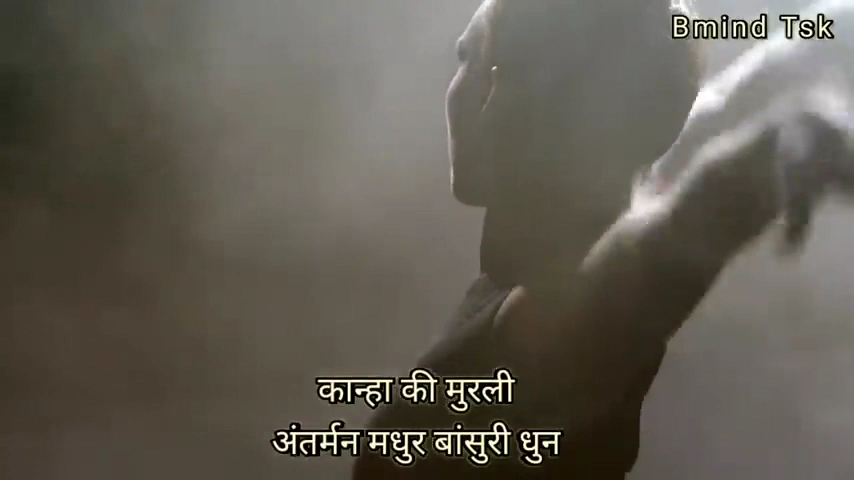 Bmind Tsk
कान्हा की मुरली
अंतर्मन मधुर बांसुरी धुन